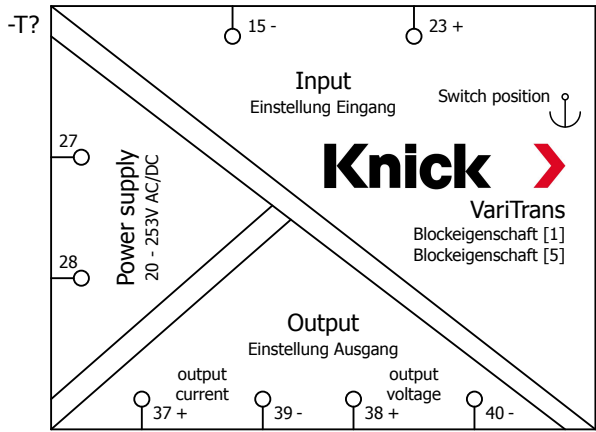 -T?
15 -
23 +
Input
Einstellung Eingang
Switch position
27
Power supply
20 - 253V AC/DC
28
Knick
VariTrans
Blockeigenschaft [1]
Blockeigenschaft [5]
Output
Einstellung Ausgang
output
current
output
voltage
37 +
39 -
38 +
40 -